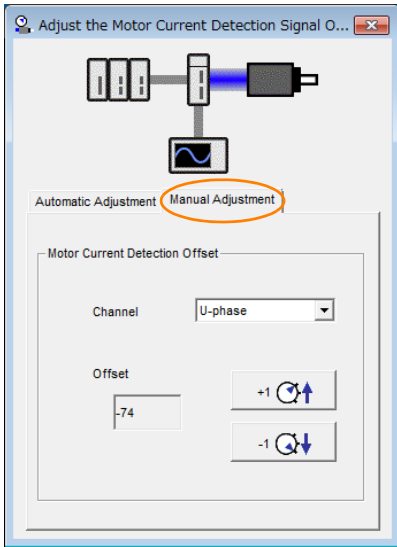 Adjust the Motor Current Detection Signal O...
Automatic Adjustment Manual Adjustment
Motor Current Detection Offset
Channel U-phase
Offset
-74
+1
-1